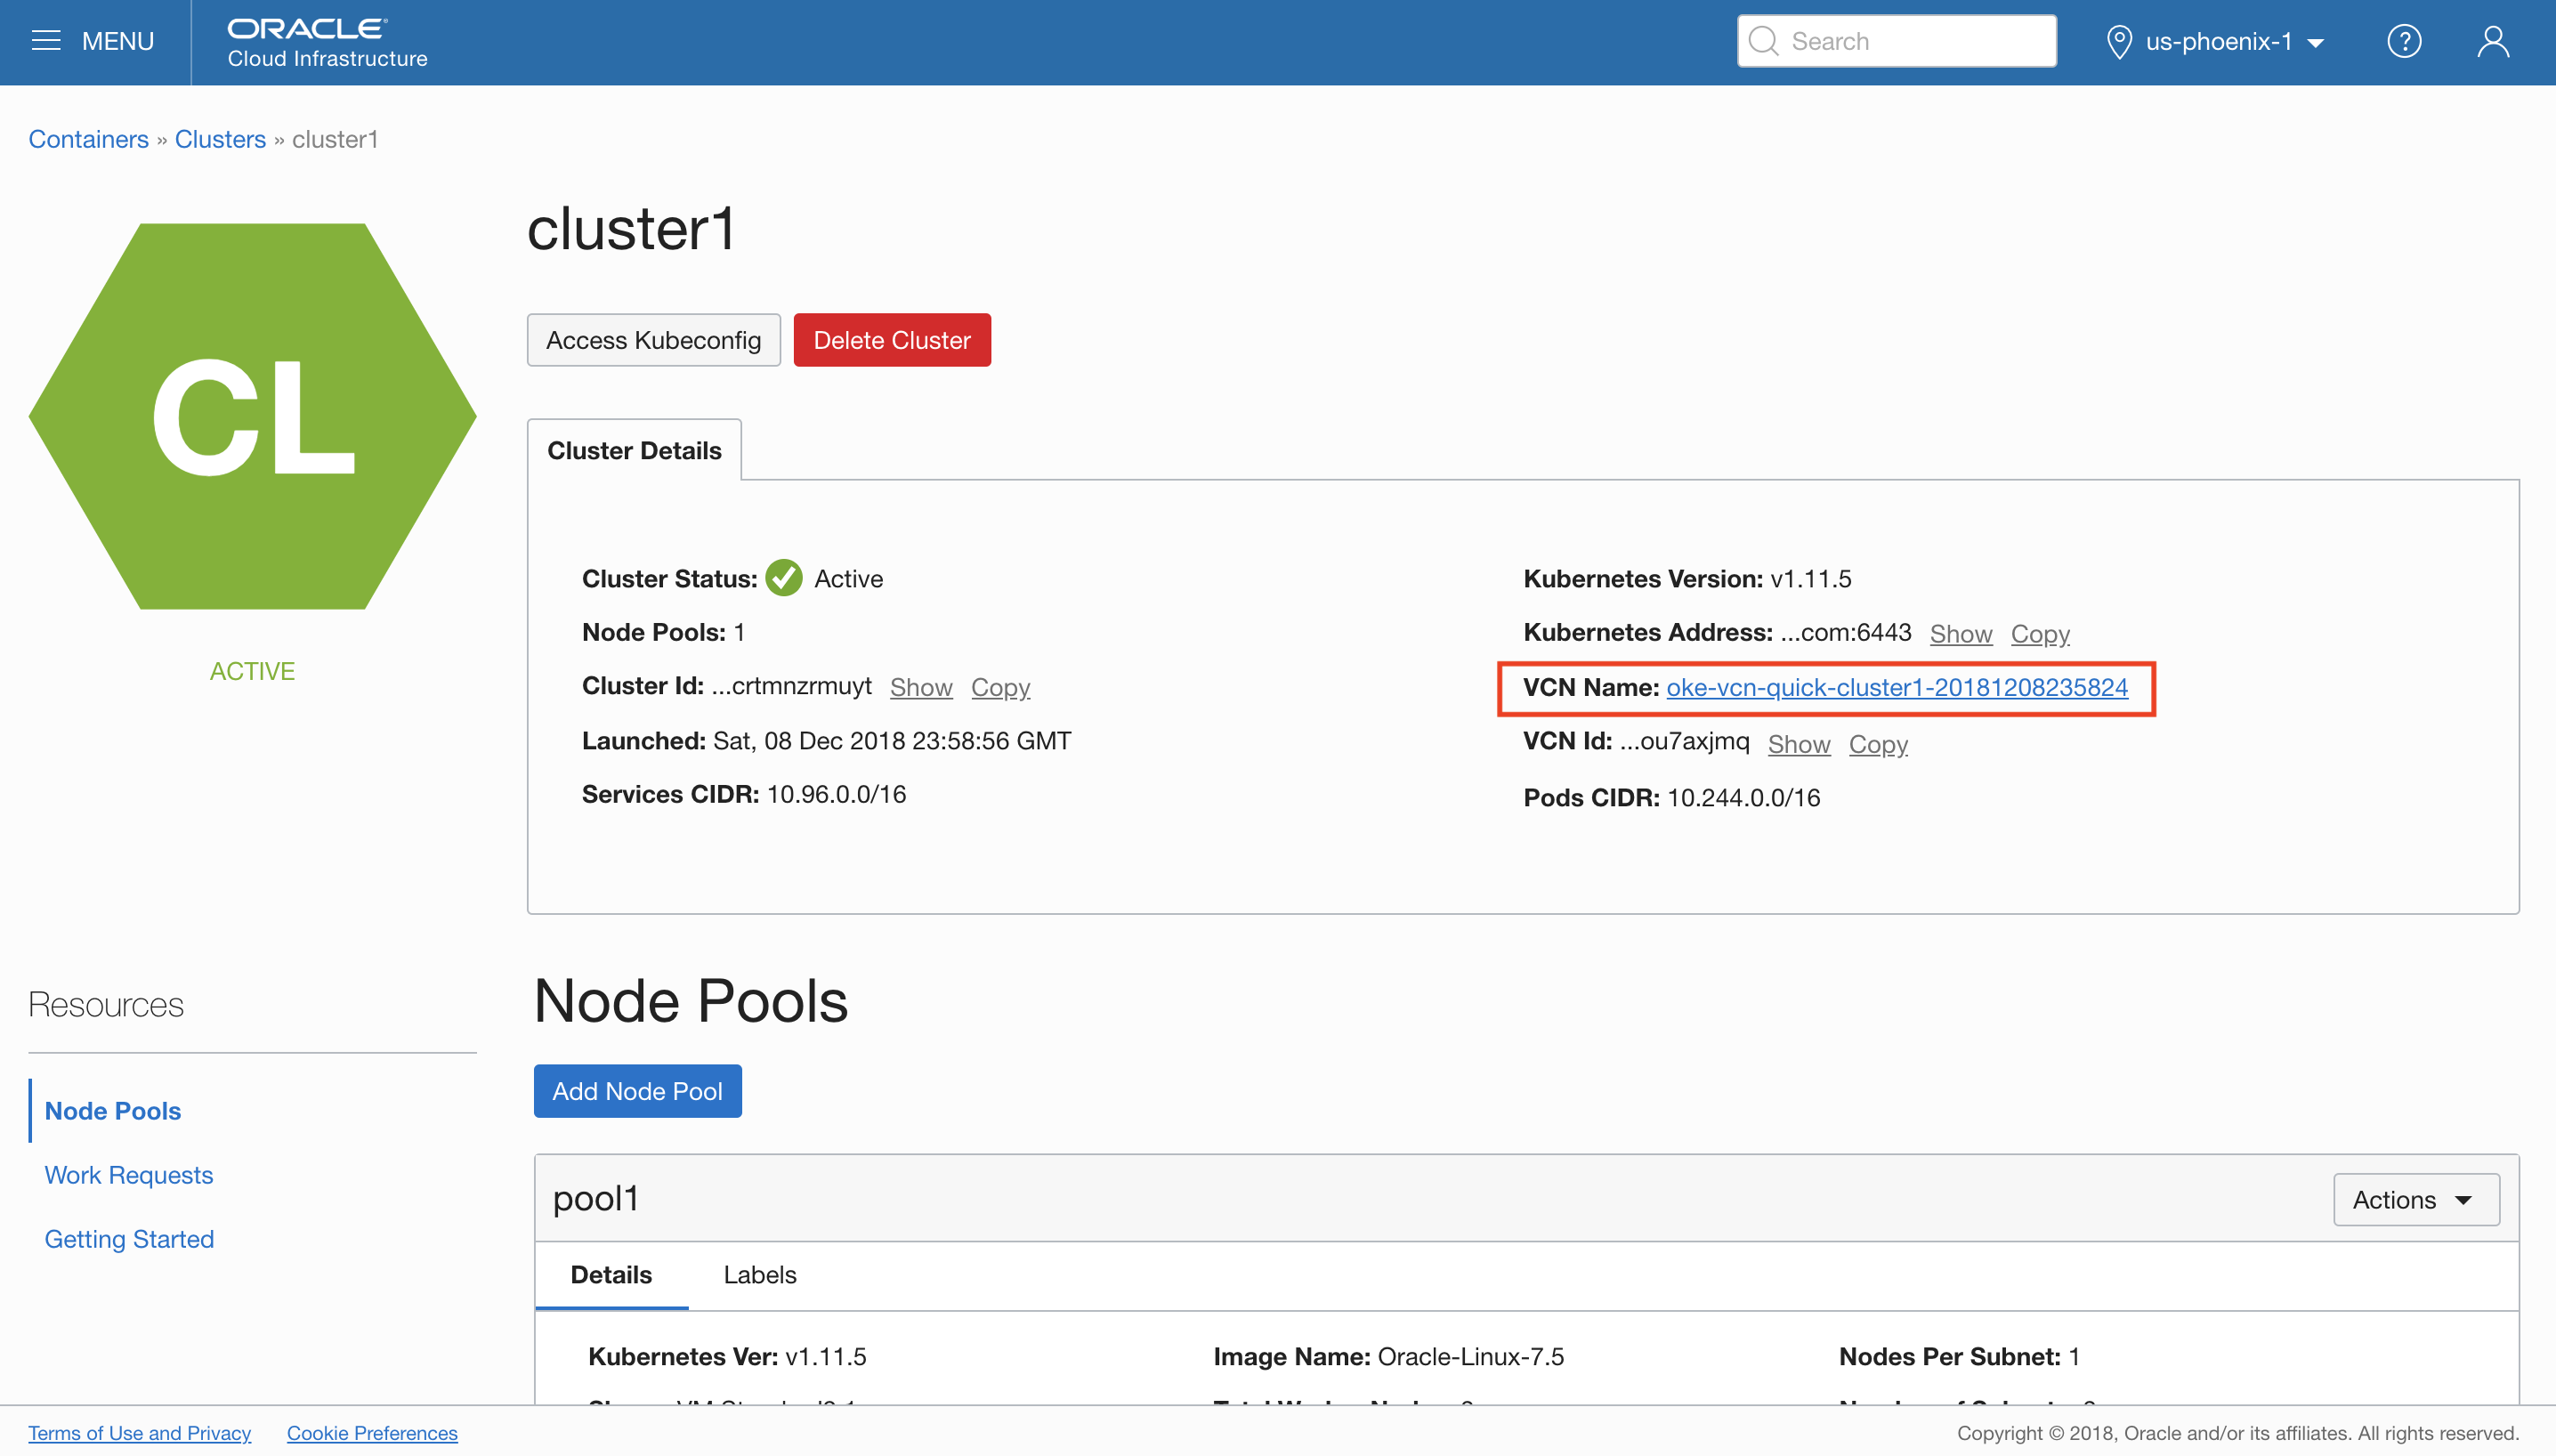 MENU
ORACLE
Cloud Infrastructure
Search
us-phoenix-1
?
Containers » Clusters » cluster1
CL
ACTIVE
cluster1
Access Kubeconfig
Delete Cluster
Cluster Details
Cluster Status: Active
Node Pools: 1
Cluster Id: ...crtmnzrmuyt Show Copy
Launched: Sat, 08 Dec 2018 23:58:56 GMT
Services CIDR: 10.96.0.0/16
Kubernetes Version: v1.11.5
Kubernetes Address: ...com:6443 Show Copy
VCN Name: oke-vcn-quick-cluster1-20181208235824
VCN Id: ...ou7axjmq Show Copy
Pods CIDR: 10.244.0.0/16
Resources
Node Pools
Work Requests
Getting Started
Node Pools
Add Node Pool
pool1
Actions
Details Labels
Kubernetes Ver: v1.11.5
Image Name: Oracle-Linux-7.5
Nodes Per Subnet: 1
Terms of Use and Privacy Cookie Preferences
Copyright © 2018, Oracle and/or its affiliates. All rights reserved.